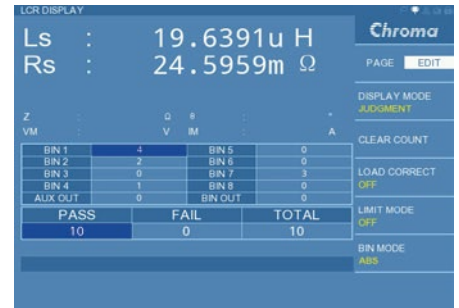 LCR DISPLAY
Chroma
Ls : 19.6391u H
Rs : 24.5959m Ω
PAGE EDIT
DISPLAY MODE
JUDGMENT
Z : Ω θ : °
VM : V IM : A
CLEAR COUNT
BIN 1 4 BIN 5 0
BIN 2 2 BIN 6 0
BIN 3 0 BIN 7 3
BIN 4 1 BIN 8 0
AUX OUT 0 BIN OUT 0
LOAD CORRECT
OFF
PASS FAIL TOTAL
10 0 10
LIMIT MODE
OFF
BIN MODE
ABS